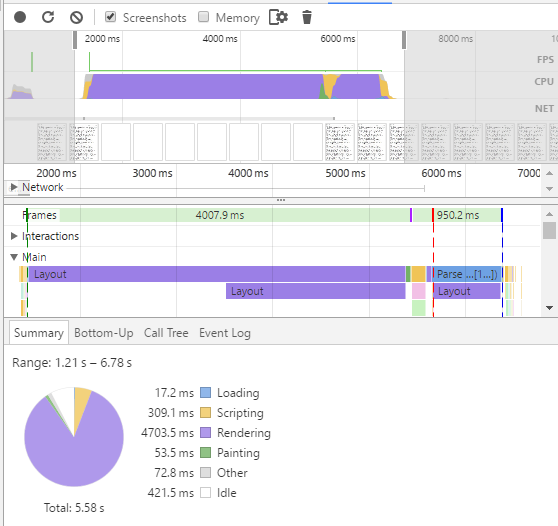 Screenshots Memory
2000 ms 4000 ms 6000 ms 8000 ms
FPS
CPU
NET
2000 ms 3000 ms 4000 ms 5000 ms 6000 ms 7000
Network
Frames 4007.9 ms 950.2 ms
Interactions
Main
Layout Parse ...[1...])
Layout Layout
Summary Bottom-Up Call Tree Event Log
Range: 1.21 s – 6.78 s
17.2 ms Loading
309.1 ms Scripting
4703.5 ms Rendering
53.5 ms Painting
72.8 ms Other
421.5 ms Idle
Total: 5.58 s